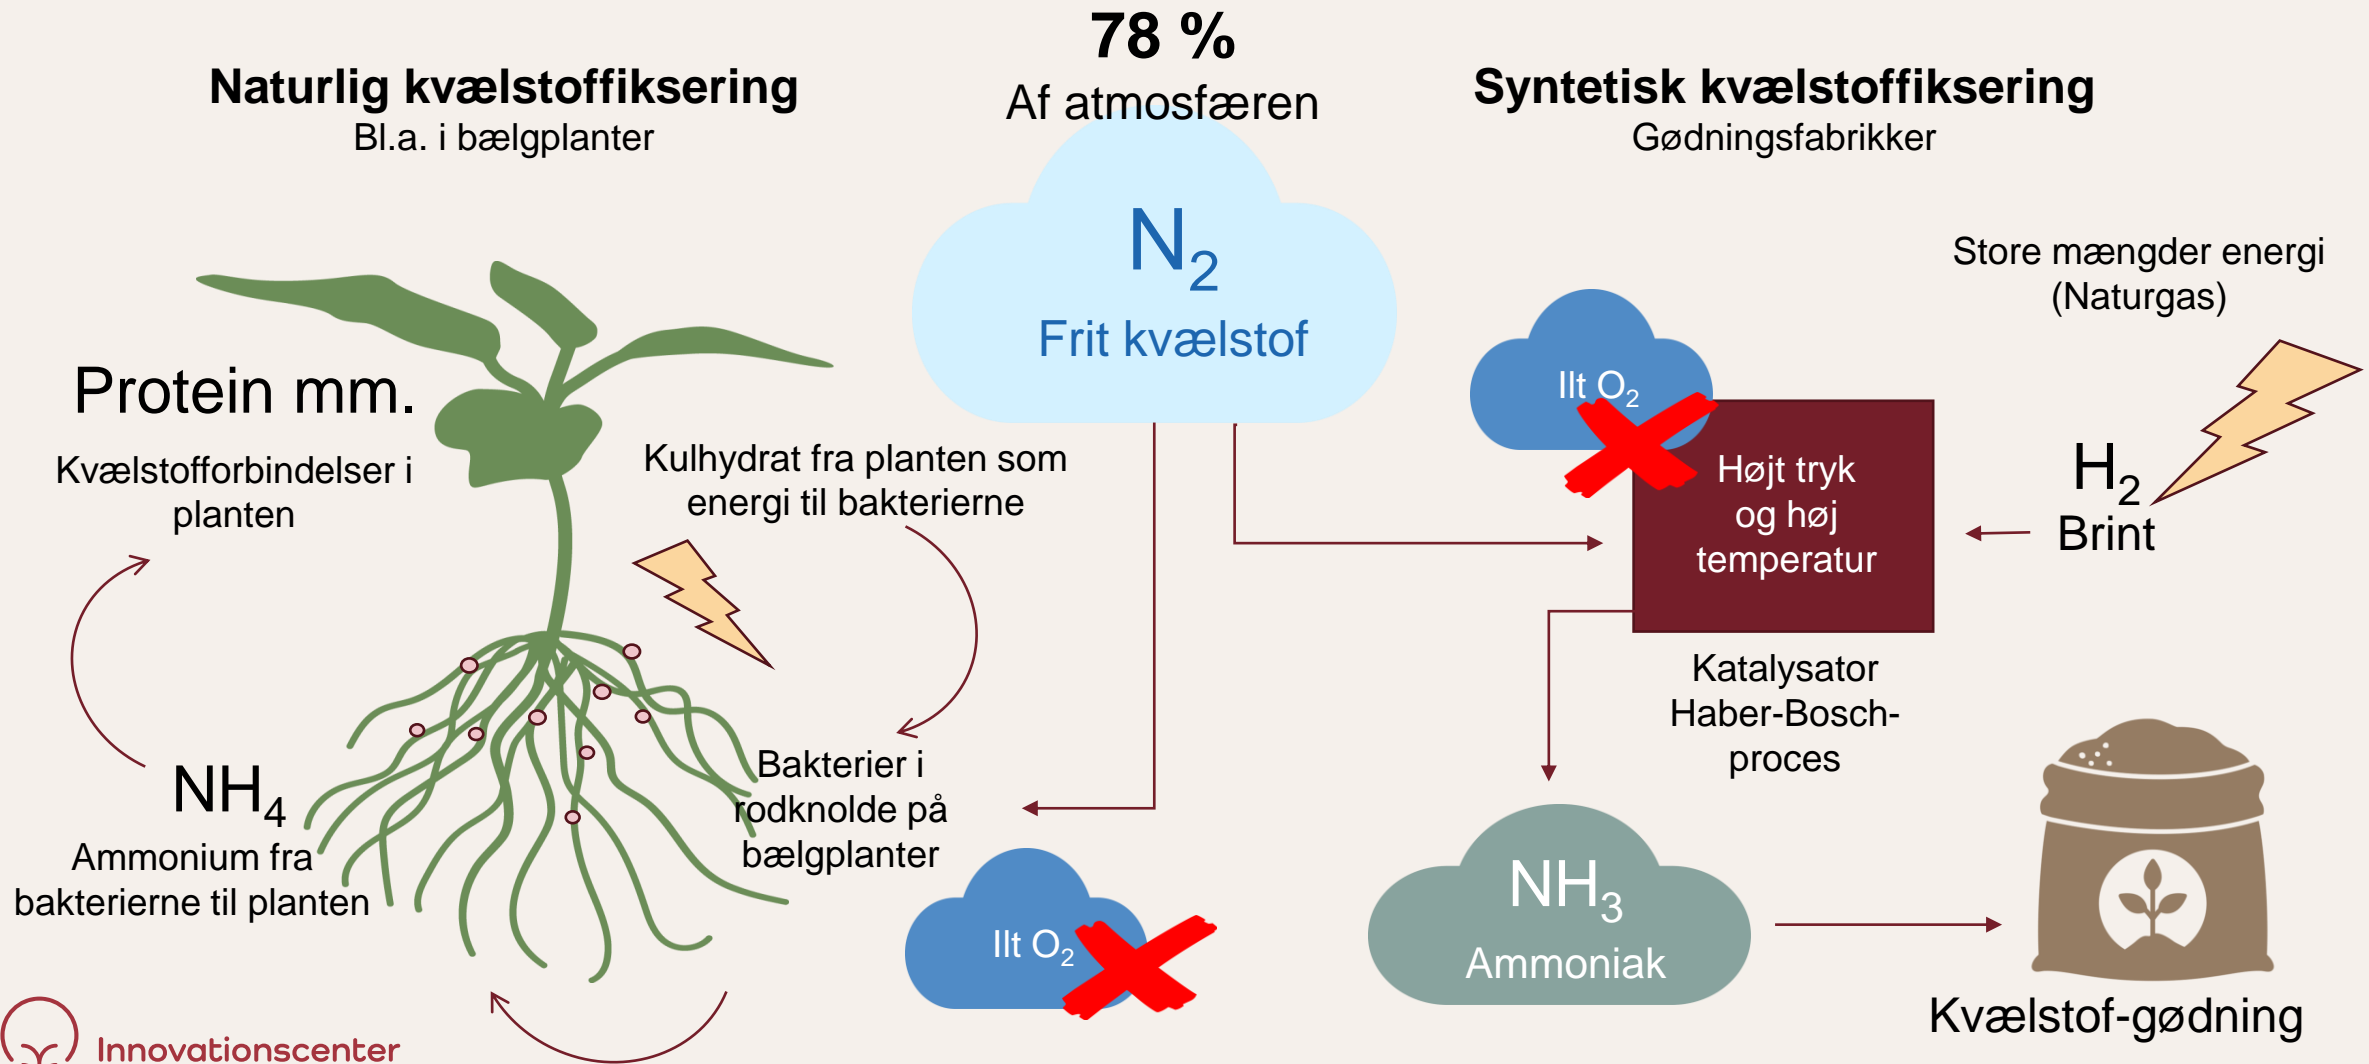 78 %
Af atmosfæren
Naturlig kvælstoffiksering
Bl.a. i bælgplanter
Syntetisk kvælstoffiksering
Gødningsfabrikker
N₂
Frit kvælstof
Protein mm.
Kvælstofforbindelser i
planten
Kulhydrat fra planten som
energi til bakterierne
NH₄
Ammonium fra
bakterierne til planten
Bakterier i
rodknolde på
bælgplanter
Ilt O₂
Ilt O₂
Store mængder energi
(Naturgas)
H₂
Brint
Højt tryk
og høj
temperatur
Katalysator
Haber-Bosch-
proces
NH₃
Ammoniak
Kvælstof-gødning
Innovationscenter